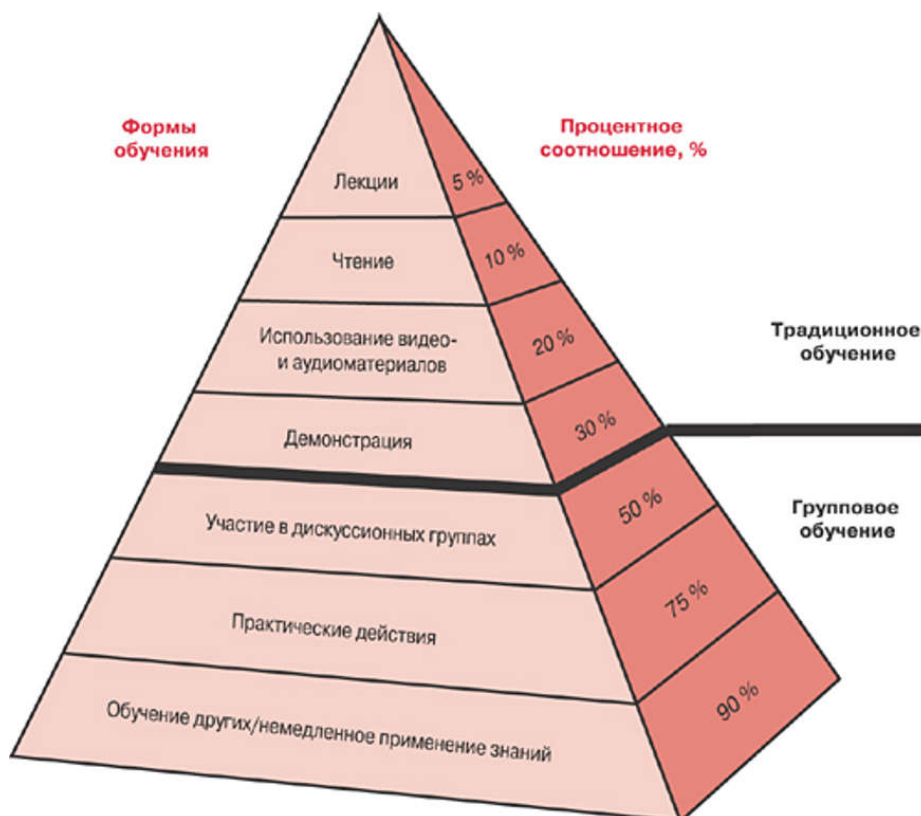 Формы
обучения
Процентное
соотношение, %
Лекции
5 %
Чтение
10 %
Использование видео-
и аудиоматериалов
20 %
Традиционное
обучение
Демонстрация
30 %
Участие в дискуссионных группах
50 %
Групповое
обучение
Практические действия
75 %
Обучение других/немедленное применение знаний
90 %